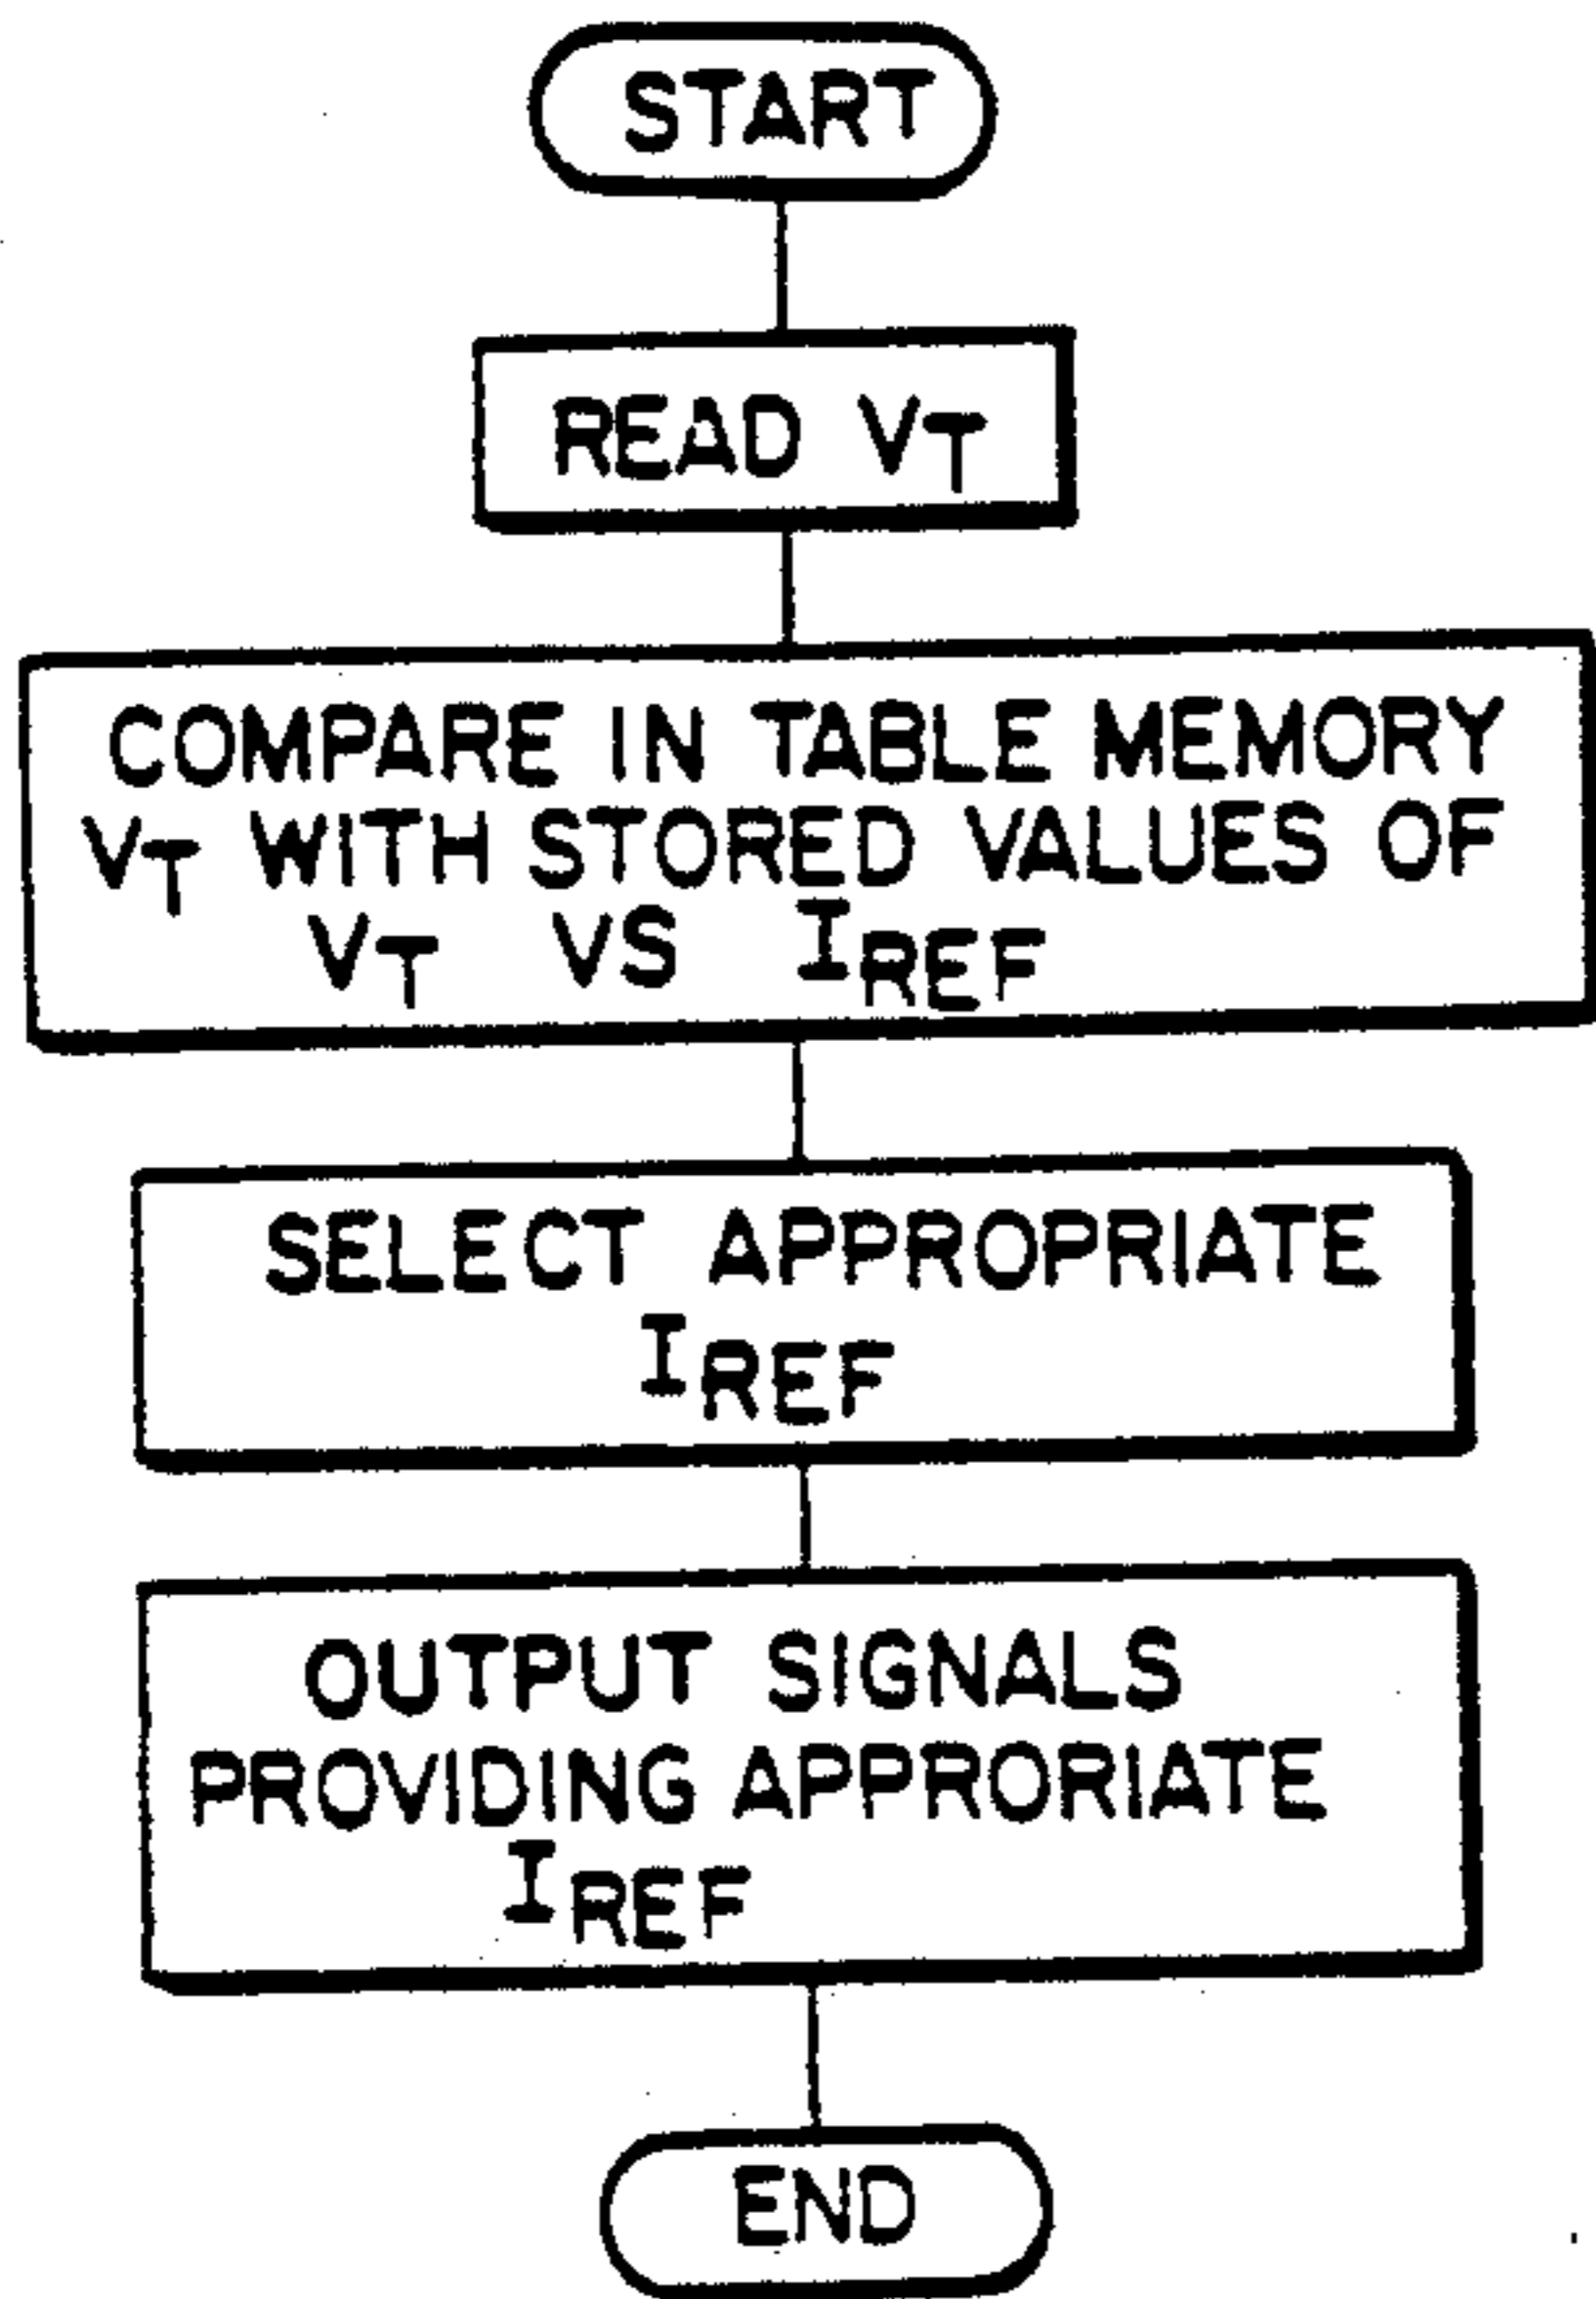 START
READ VT
COMPARE IN TABLE MEMORY
VT WITH STORED VALUES OF
VT VS IREF
SELECT APPROPRIATE
IREF
OUTPUT SIGNALS
PROVIDING APPRORIATE
IREF
END